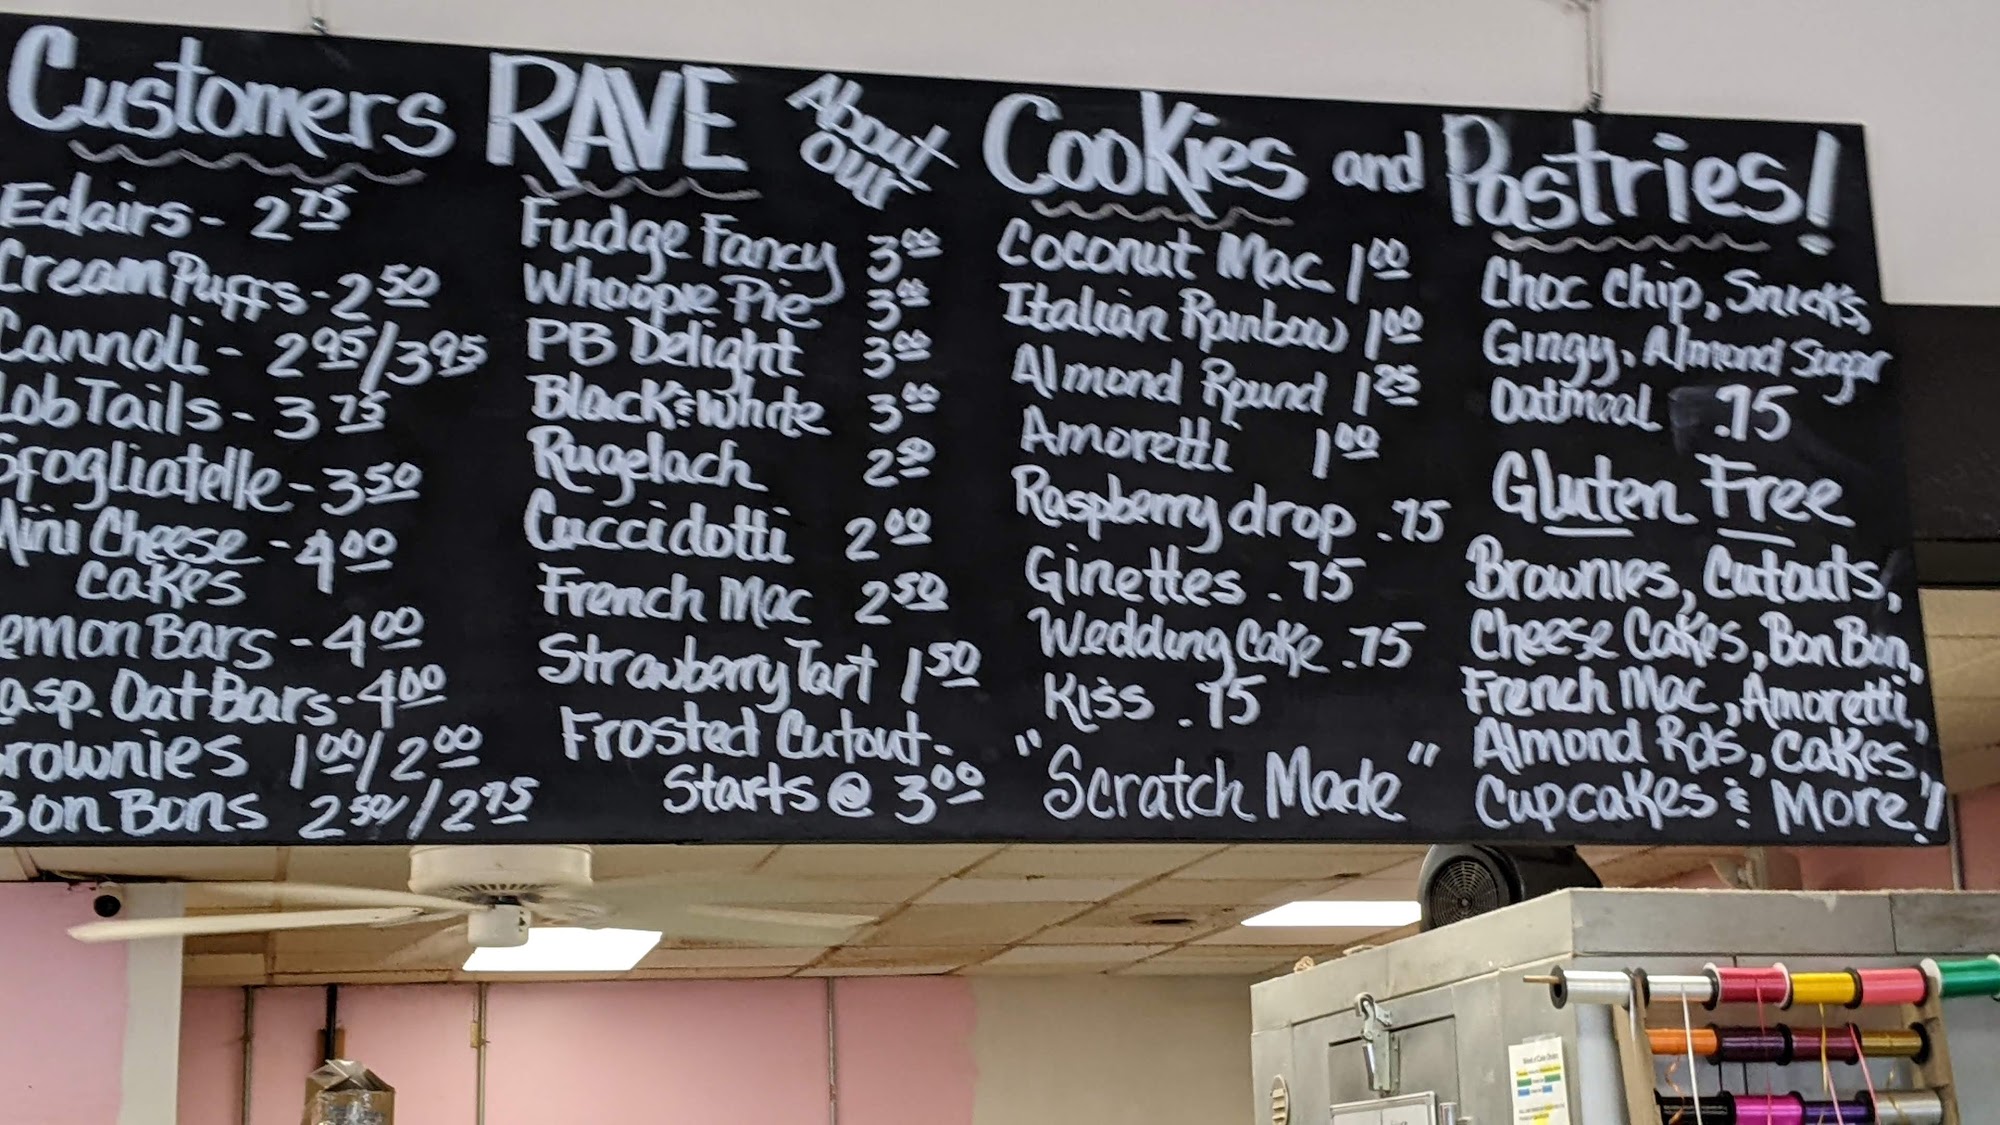 Customers RAVE About Our Cookies and Pastries!
Eclairs - 2 75
Cream Puffs - 2 50
Cannoli - 2 95/3 95
Lob Tails - 3 75
Sfogliatelle - 3 50
Mini Cheese - 4 00
cakes
emon Bars - 4 00
asp. Oat Bars - 4 00
rownies 1 00/2 00
Bon Bons 2 50/2 75
Fudge Fancy 3 00
Whoopie Pie 3 00
PB Delight 3 00
Black & White 3 00
Rugelach 2 50
Cuccidotti 2 00
French Mac 2 50
Strawberry Tart 1 50
Frosted Cutout -
Starts @ 3 00
Coconut Mac 1 00
Italian Rainbow 1 00
Almond Round 1 25
Amoretti 1 00
Raspberry drop .75
Ginettes .75
Wedding Cake .75
Kiss .75
"Scratch Made"
Choc Chip, Snick's,
Gingy, Almond Sugar
Oatmeal .75
Gluten Free
Brownies, Cutouts,
Cheese Cakes, Bon Bon,
French Mac, Amoretti,
Almond Rds, cakes,
Cupcakes & More!